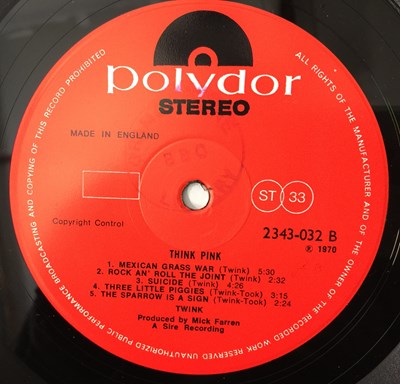 polydor
STEREO
MADE IN ENGLAND
ST 33
Copyright Control
2343-032 B
℗ 1970
THINK PINK
1. MEXICAN GRASS WAR (Twink) 5:30
2. ROCK AN' ROLL THE JOINT (Twink) 2:32
3. SUICIDE (Twink) 4:26
4. THREE LITTLE PIGGIES (Twink-Took) 3:15
5. THE SPARROW IS A SIGN (Twink-Took) 2:24
TWINK
Produced by Mick Farren
A Sire Recording
ALL RIGHTS OF THE MANUFACTURER AND OF THE OWNER OF THE RECORDED WORK RESERVED UNAUTHORIZED PUBLIC PERFORMANCE BROADCASTING AND COPYING OF THIS RECORD PROHIBITED